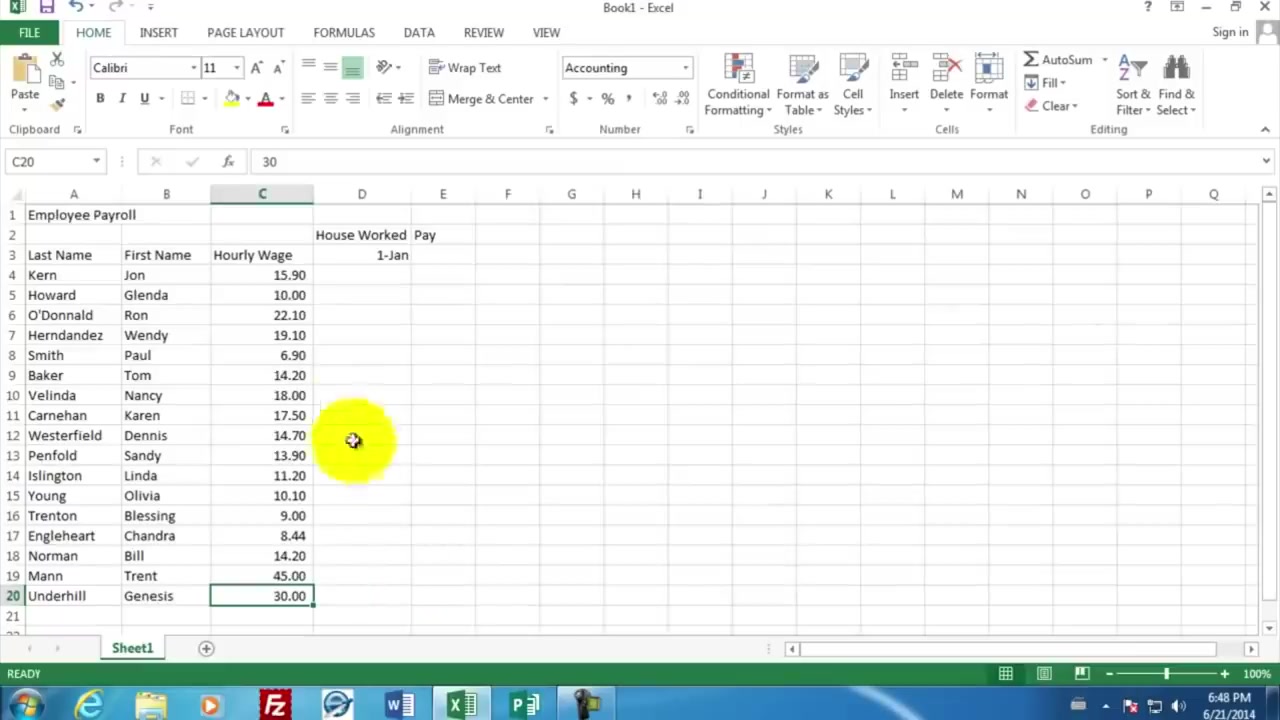 Book1 - Excel
?
FILE HOME INSERT PAGE LAYOUT FORMULAS DATA REVIEW VIEW Sign in
Paste
Calibri 11
B I U A
Wrap Text
Merge & Center
Accounting
$ % ,
Conditional Formatting
Format as Table
Cell Styles
Insert Delete Format
AutoSum
Fill
Clear
Sort & Filter
Find & Select
Clipboard Font Alignment Number Styles Cells Editing
C20 fx 30
A B C D E F G H I J K L M N O P Q
1 Employee Payroll
2 House Worked Pay
3 Last Name First Name Hourly Wage 1-Jan
4 Kern Jon 15.90
5 Howard Glenda 10.00
6 O'Donnald Ron 22.10
7 Herndandez Wendy 19.10
8 Smith Paul 6.90
9 Baker Tom 14.20
10 Velinda Nancy 18.00
11 Carnehan Karen 17.50
12 Westerfield Dennis 14.70
13 Penfold Sandy 13.90
14 Islington Linda 11.20
15 Young Olivia 10.10
16 Trenton Blessing 9.00
17 Engleheart Chandra 8.44
18 Norman Bill 14.20
19 Mann Trent 45.00
20 Underhill Genesis 30.00
21
Sheet1
READY 100%
6:48 PM
6/21/2014